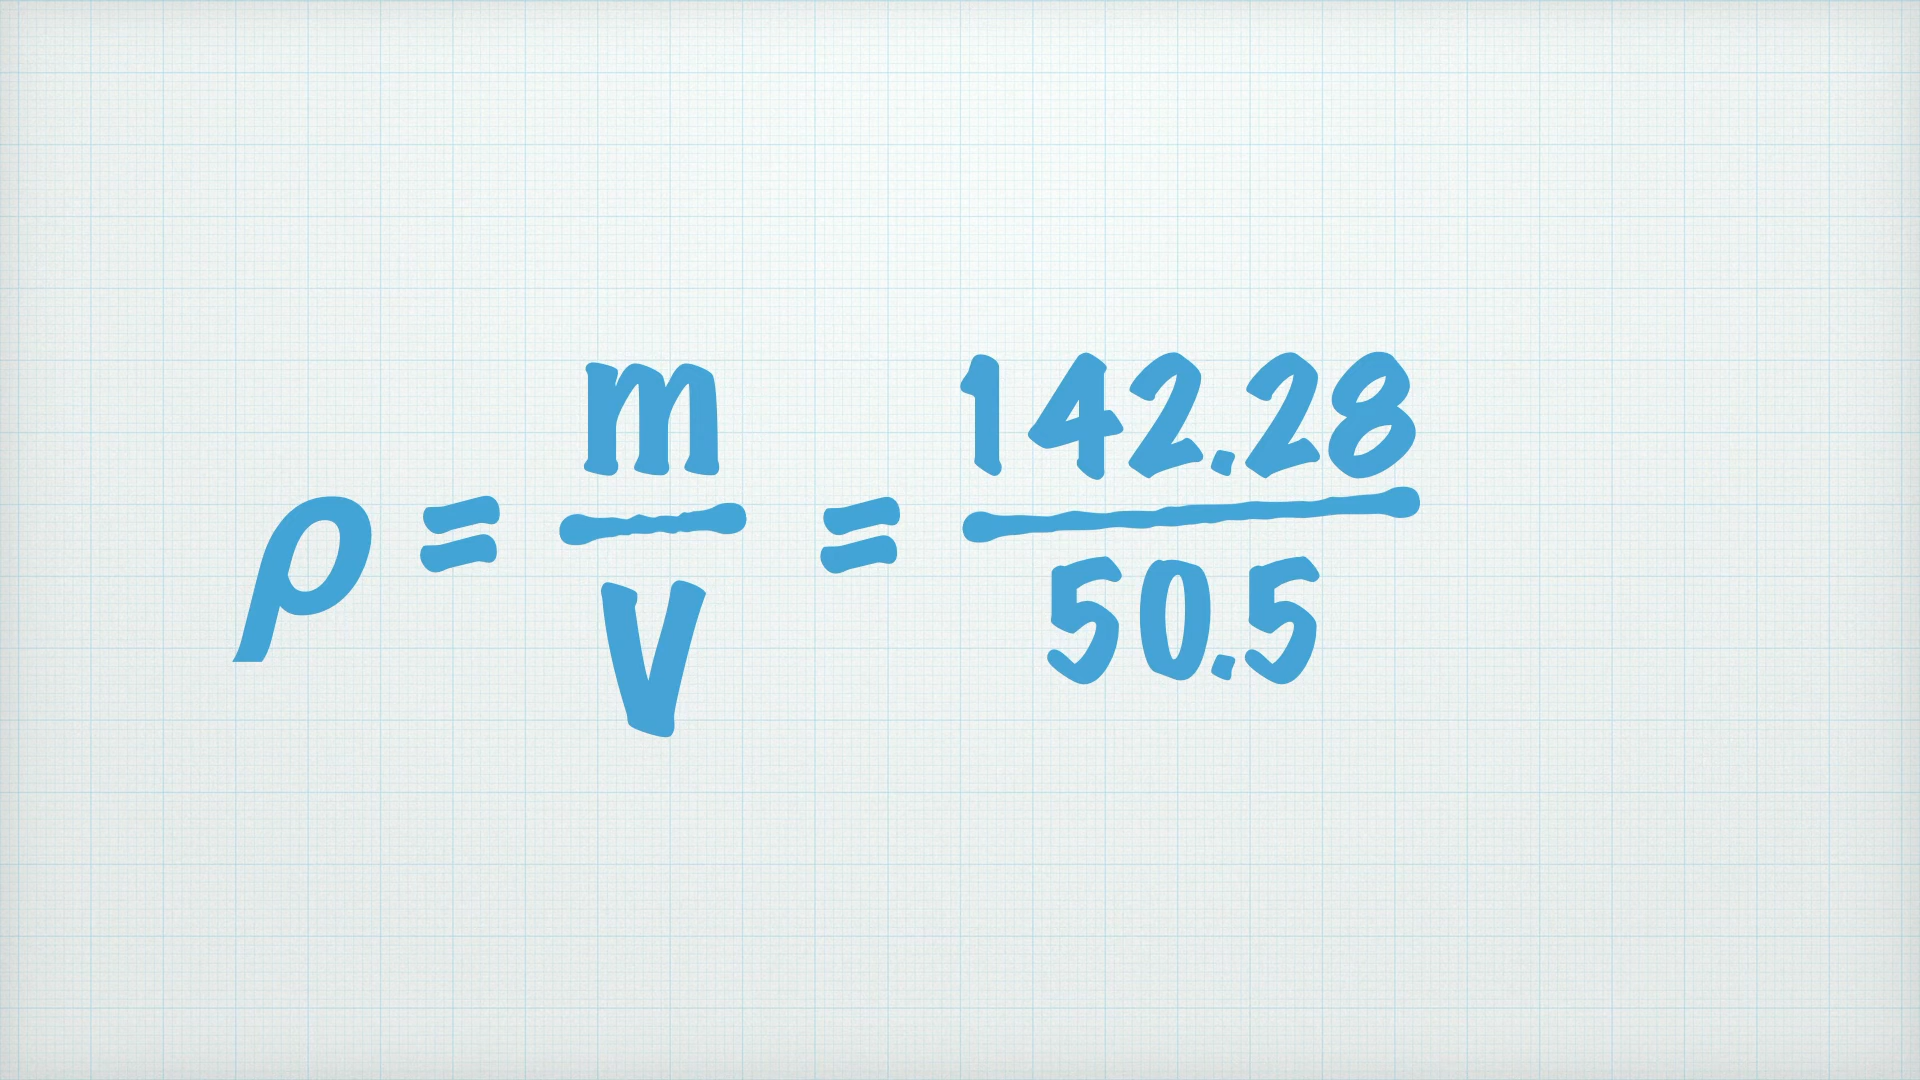 ρ = m/V = 142.28/50.5